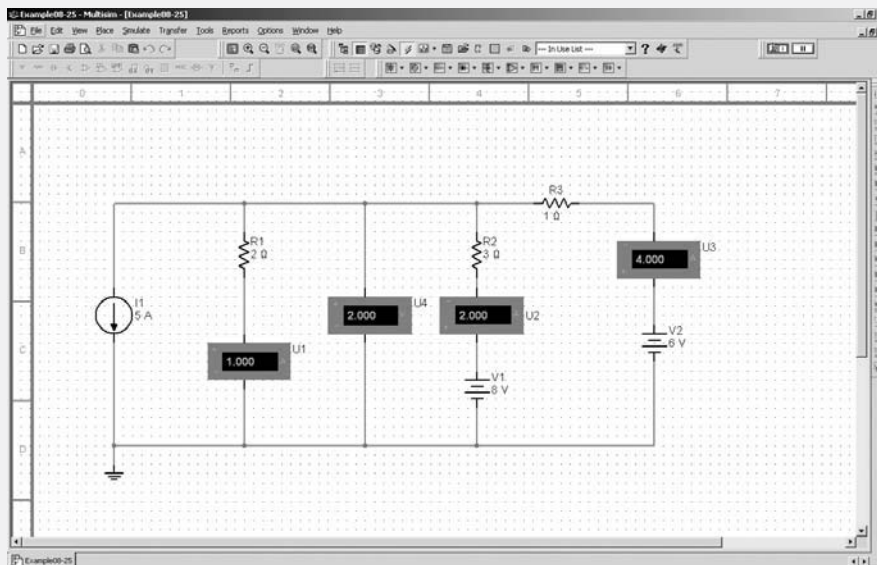 Example08-25 - Multisim - [Example08-25]
File Edit View Place Simulate Transfer Tools Reports Options Window Help
--- In Use List ---
0 1 2 3 4 5 6 7
A
B
C
D
R3
1 Ω
R1
2 Ω
R2
3 Ω
U3
4.000
I1
5 A
U4
2.000
U2
2.000
V2
6 V
U1
1.000
V1
8 V
Example08-25